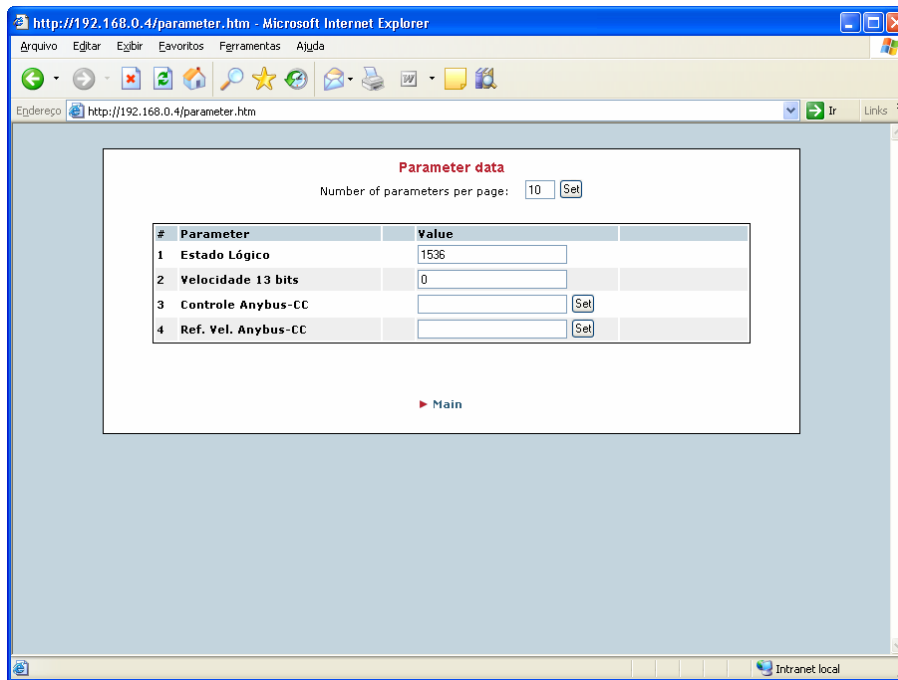 http://192.168.0.4/parameter.htm - Microsoft Internet Explorer
Arquivo Editar Exibir Favoritos Ferramentas Ajuda
Endereço http://192.168.0.4/parameter.htm Ir Links
Parameter data
Number of parameters per page: 10 Set
# Parameter Value
1 Estado Lógico 1536
2 Velocidade 13 bits 0
3 Controle Anybus-CC Set
4 Ref. Vel. Anybus-CC Set
Main
Intranet local